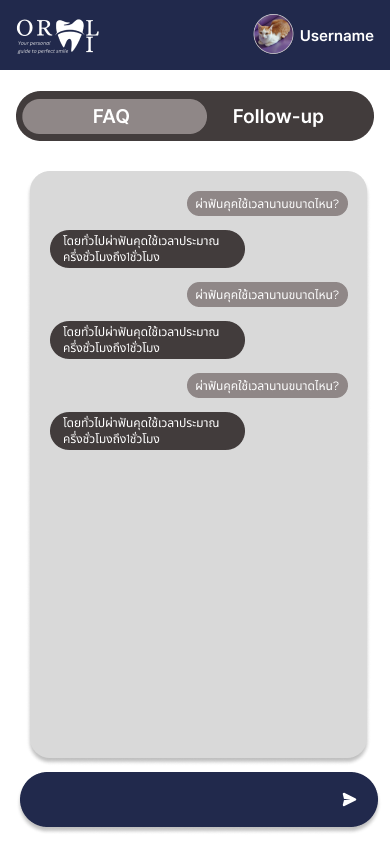 OR L
I
Your personal
guide to perfect smile
Username
FAQ
Follow-up
ผ่าฟันคุคใช้เวลานานขนาดไหน?
โดยทั่วไปผ่าฟันคุดใช้เวลาประมาณ
ครึ่งชั่วโมงถึง1ชั่วโมง
ผ่าฟันคุคใช้เวลานานขนาดไหน?
โดยทั่วไปผ่าฟันคุดใช้เวลาประมาณ
ครึ่งชั่วโมงถึง1ชั่วโมง
ผ่าฟันคุคใช้เวลานานขนาดไหน?
โดยทั่วไปผ่าฟันคุดใช้เวลาประมาณ
ครึ่งชั่วโมงถึง1ชั่วโมง